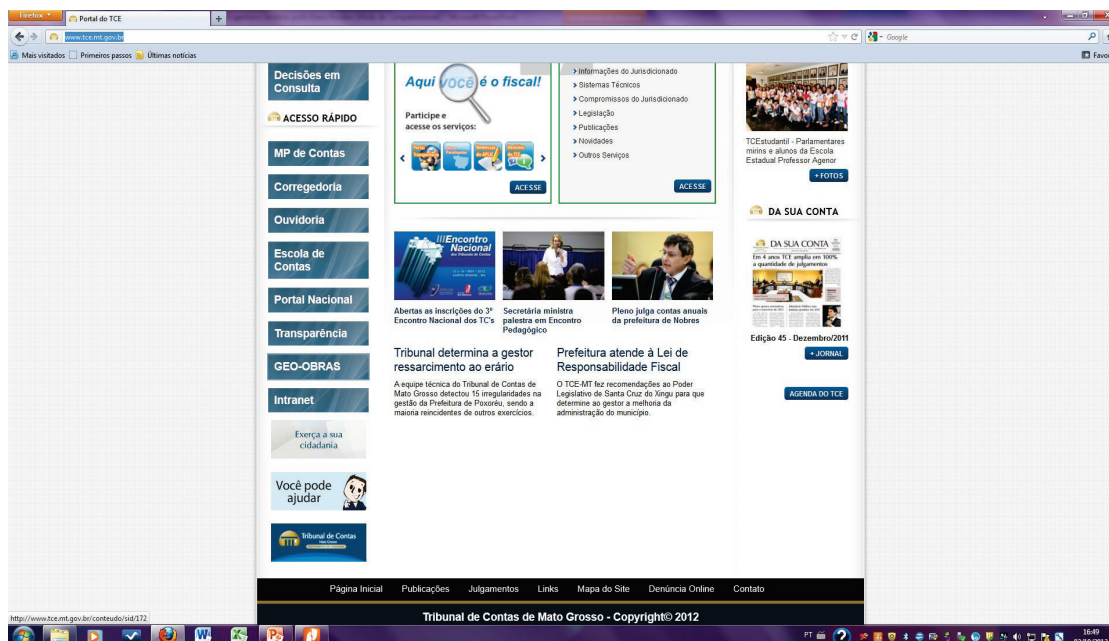 Firefox
Portal do TCE
www.tce.mt.gov.br
Google
Mais visitados
Primeiros passos
Últimas notícias
Favor
Decisões em
Consulta
ACESSO RÁPIDO
MP de Contas
Corregedoria
Ouvidoria
Escola de
Contas
Portal Nacional
Transparência
GEO-OBRAS
Intranet
Exerça a sua
cidadania
Você pode
ajudar
Tribunal de Contas
Mato Grosso
Aqui você é o fiscal!
Participe e
acesse os serviços:
ACESSE
Informações do Jurisdicionado
Sistemas Técnicos
Compromissos do Jurisdicionado
Legislação
Publicações
Novidades
Outros Serviços
ACESSE
III Encontro
Nacional
dos Tribunais de Contas
Abertas as inscrições do 3º
Encontro Nacional dos TC's
Secretária ministra
palestra em Encontro
Pedagógico
Pleno julga contas anuais
da prefeitura de Nobres
Tribunal determina a gestor
ressarcimento ao erário
A equipe técnica do Tribunal de Contas de
Mato Grosso detectou 15 irregularidades na
gestão da Prefeitura de Poxoréu, sendo a
maioria reincidentes de outros exercícios.
Prefeitura atende à Lei de
Responsabilidade Fiscal
O TCE-MT fez recomendações ao Poder
Legislativo de Santa Cruz do Xingu para que
determine ao gestor a melhoria da
administração do município.
TCEstudantil - Parlamentares
mirins e alunos da Escola
Estadual Professor Agenor
+ FOTOS
DA SUA CONTA
DA SUA CONTA
Em 4 anos TCE amplia em 100%
a quantidade de julgamentos
Edição 45 - Dezembro/2011
+ JORNAL
AGENDA DO TCE
Página Inicial
Publicações
Julgamentos
Links
Mapa do Site
Denúncia Online
Contato
Tribunal de Contas de Mato Grosso - Copyright© 2012
http://www.tce.mt.gov.br/conteudo/sid/172
PT
16:49